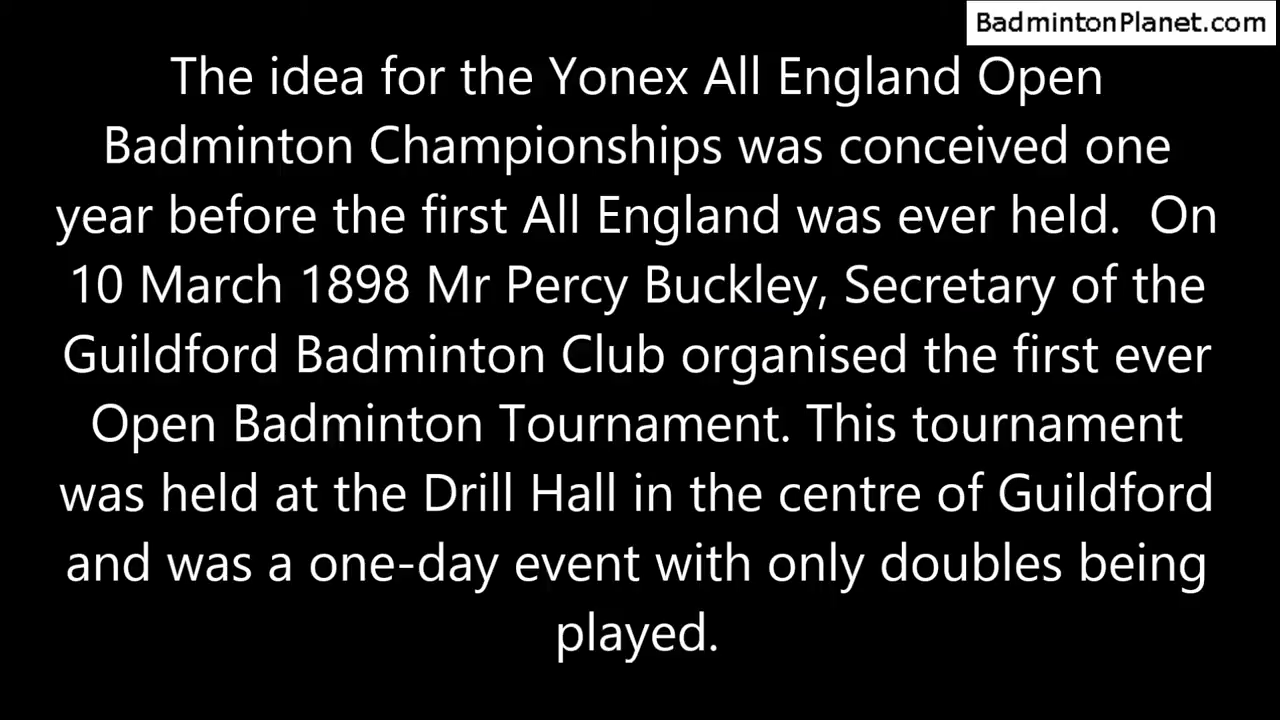 BadmintonPlanet.com
The idea for the Yonex All England Open
Badminton Championships was conceived one
year before the first All England was ever held.  On
10 March 1898 Mr Percy Buckley, Secretary of the
Guildford Badminton Club organised the first ever
Open Badminton Tournament. This tournament
was held at the Drill Hall in the centre of Guildford
and was a one-day event with only doubles being
played.